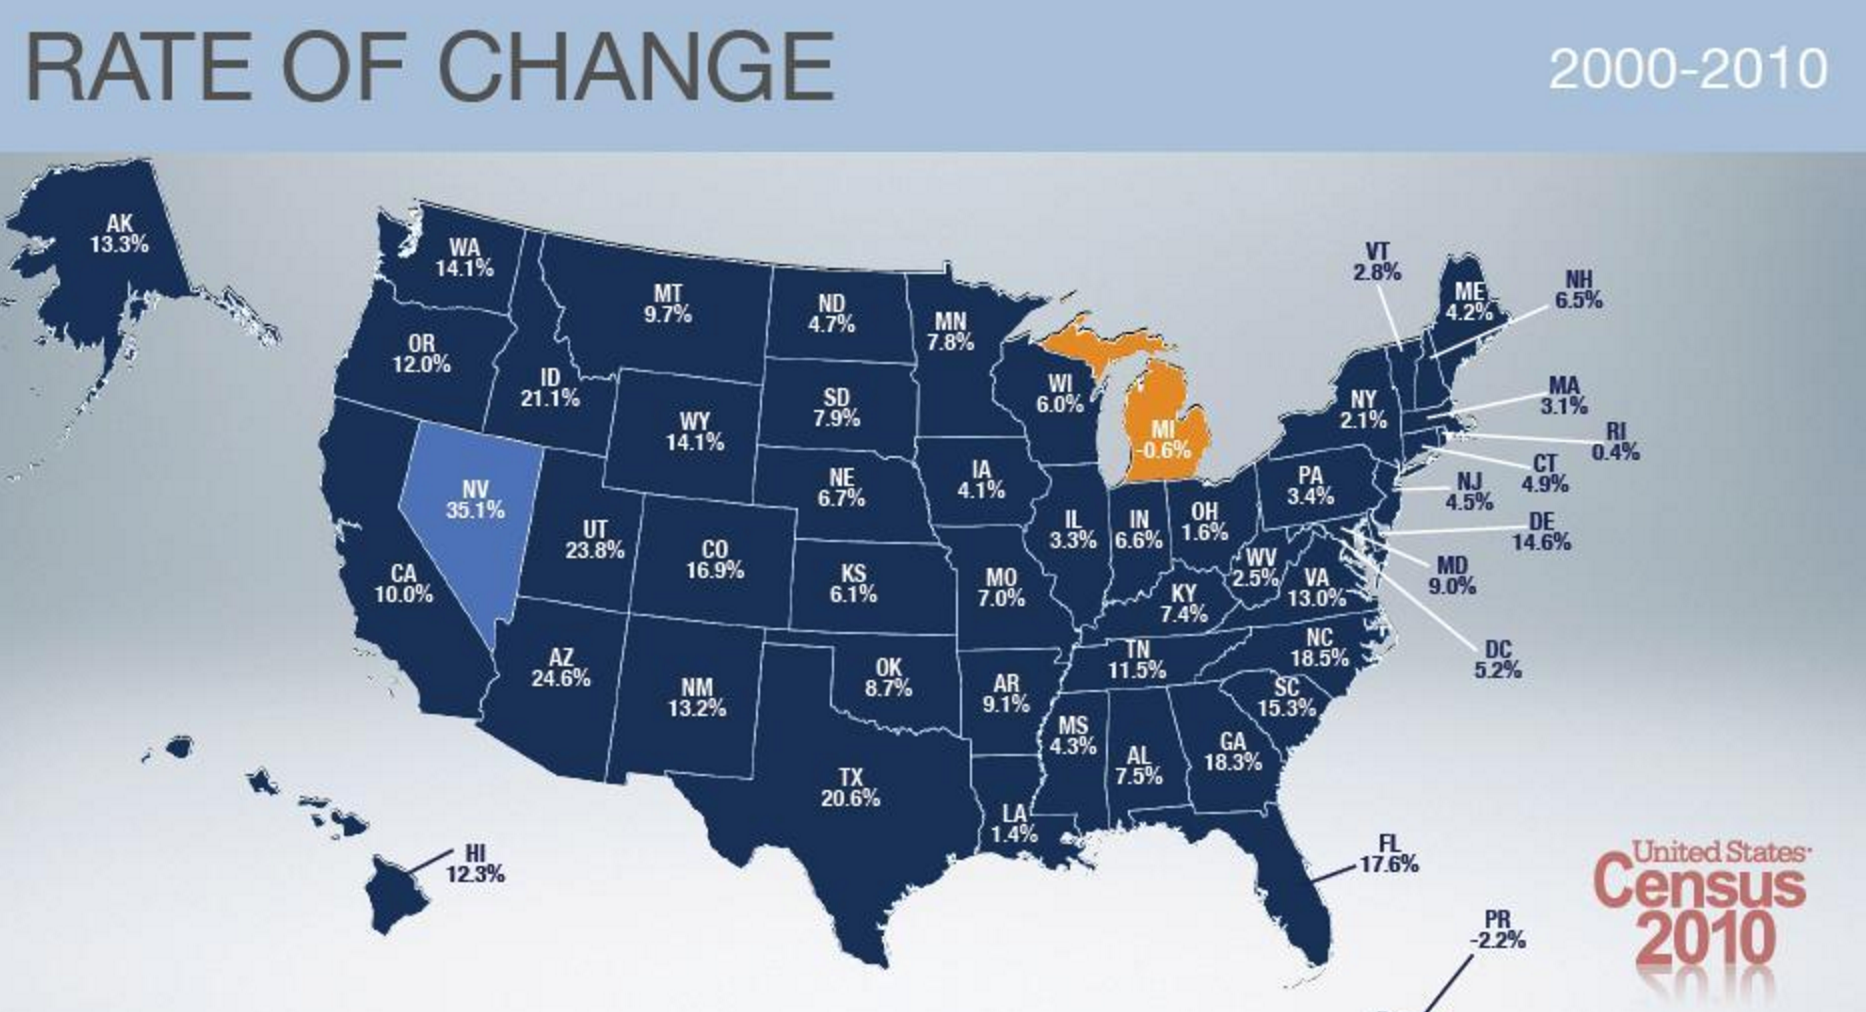 RATE OF CHANGE
2000-2010
AK
13.3%
WA
14.1%
MT
9.7%
ND
4.7%
MN
7.8%
VT
2.8%
ME
4.2%
NH
6.5%
OR
12.0%
ID
21.1%
WY
14.1%
SD
7.9%
WI
6.0%
MI
-0.6%
NY
2.1%
MA
3.1%
RI
0.4%
CT
4.9%
NJ
4.5%
NV
35.1%
UT
23.8%
CO
16.9%
NE
6.7%
IA
4.1%
IL
3.3%
IN
6.6%
OH
1.6%
PA
3.4%
DE
14.6%
MD
9.0%
DC
5.2%
CA
10.0%
KS
6.1%
MO
7.0%
KY
7.4%
WV
2.5%
VA
13.0%
AZ
24.6%
NM
13.2%
OK
8.7%
AR
9.1%
TN
11.5%
NC
18.5%
SC
15.3%
TX
20.6%
LA
1.4%
MS
4.3%
AL
7.5%
GA
18.3%
HI
12.3%
FL
17.6%
PR
-2.2%
United States
Census
2010